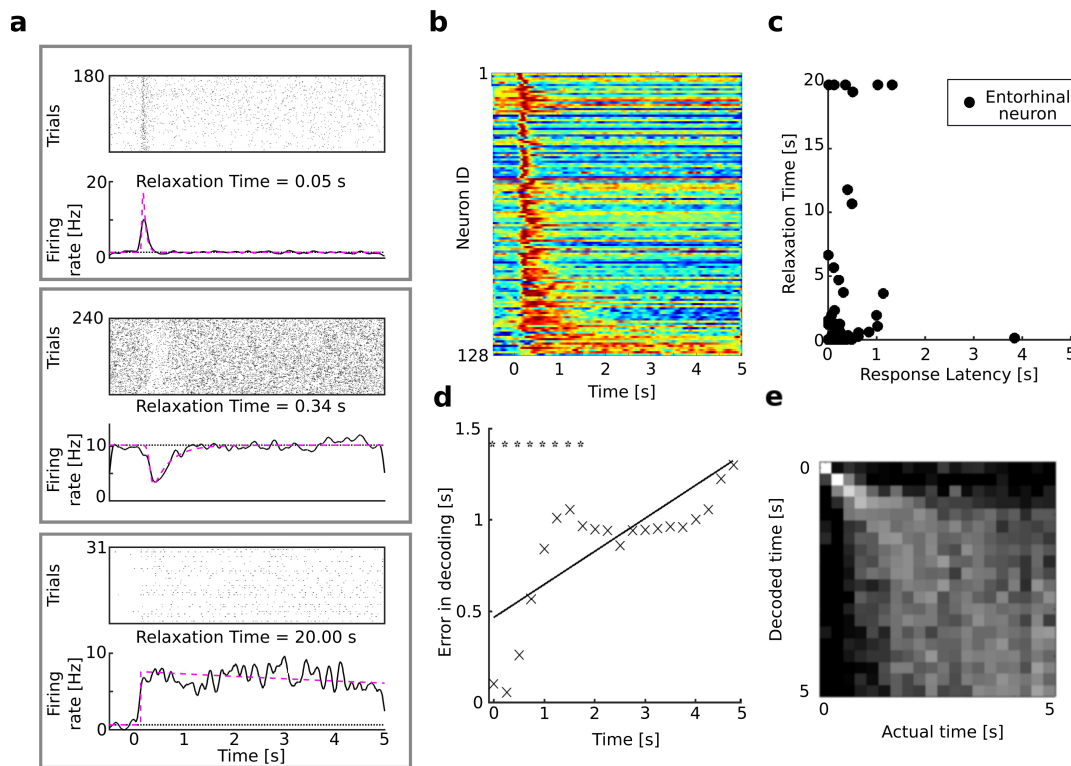 a
180
Trials
Relaxation Time = 0.05 s
20
0
Firing
rate [Hz]
240
Trials
Relaxation Time = 0.34 s
10
0
Firing
rate [Hz]
31
Trials
Relaxation Time = 20.00 s
10
0
Firing
rate [Hz]
0 1 2 3 4 5
Time [s]
b
1
128
Neuron ID
0 1 2 3 4 5
Time [s]
c
20
15
10
5
0
Relaxation Time [s]
Entorhinal
neuron
0 1 2 3 4 5
Response Latency [s]
d
1.5
1
0.5
0
Error in decoding [s]
* * * * * * * *
0 1 2 3 4 5
Time [s]
e
0
5
Decoded time [s]
0 5
Actual time [s]